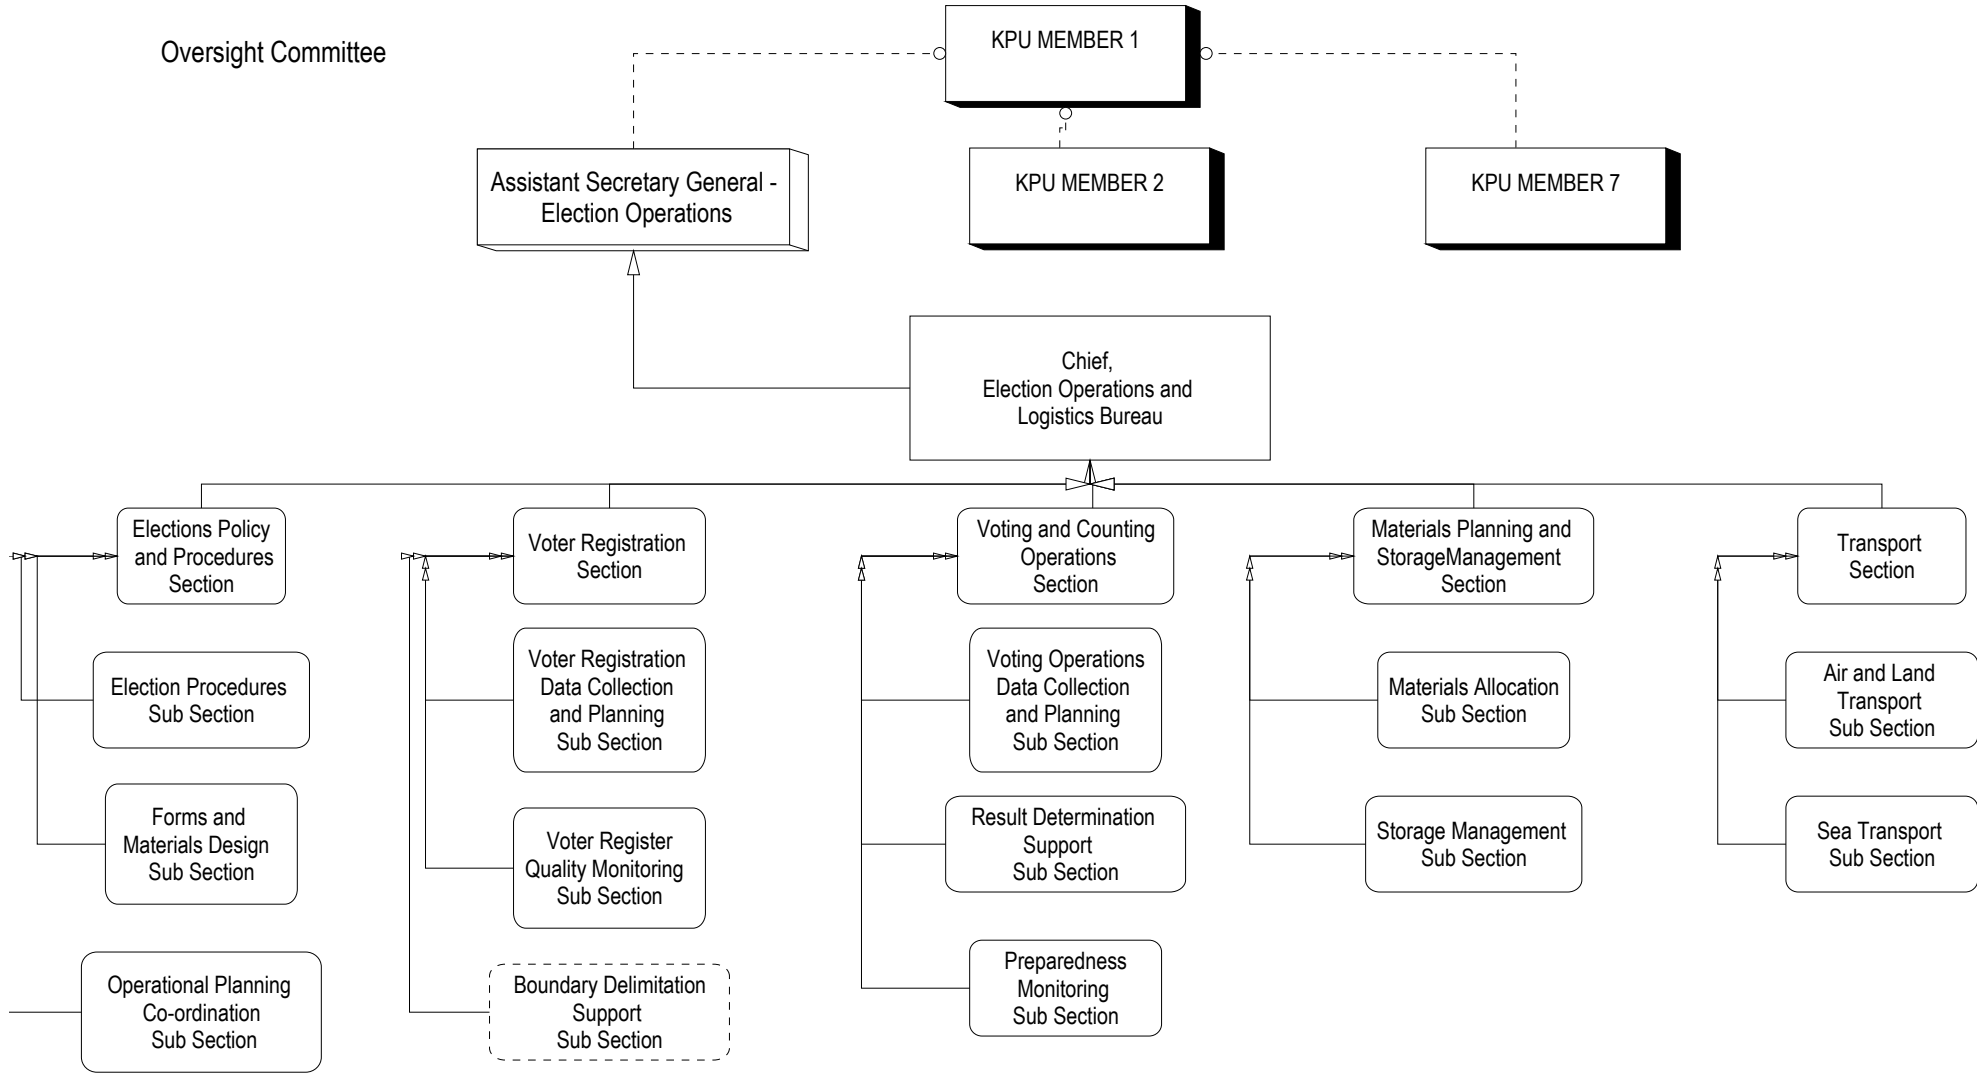 Oversight Committee
KPU MEMBER 1
Assistant Secretary General -
Election Operations
KPU MEMBER 2
KPU MEMBER 7
Chief,
Election Operations and
Logistics Bureau
Elections Policy
and Procedures
Section
Voter Registration
Section
Voting and Counting
Operations
Section
Materials Planning and
StorageManagement
Section
Transport
Section
Election Procedures
Sub Section
Voter Registration
Data Collection
and Planning
Sub Section
Voting Operations
Data Collection
and Planning
Sub Section
Materials Allocation
Sub Section
Air and Land
Transport
Sub Section
Forms and
Materials Design
Sub Section
Voter Register
Quality Monitoring
Sub Section
Result Determination
Support
Sub Section
Storage Management
Sub Section
Sea Transport
Sub Section
Operational Planning
Co-ordination
Sub Section
Boundary Delimitation
Support
Sub Section
Preparedness
Monitoring
Sub Section